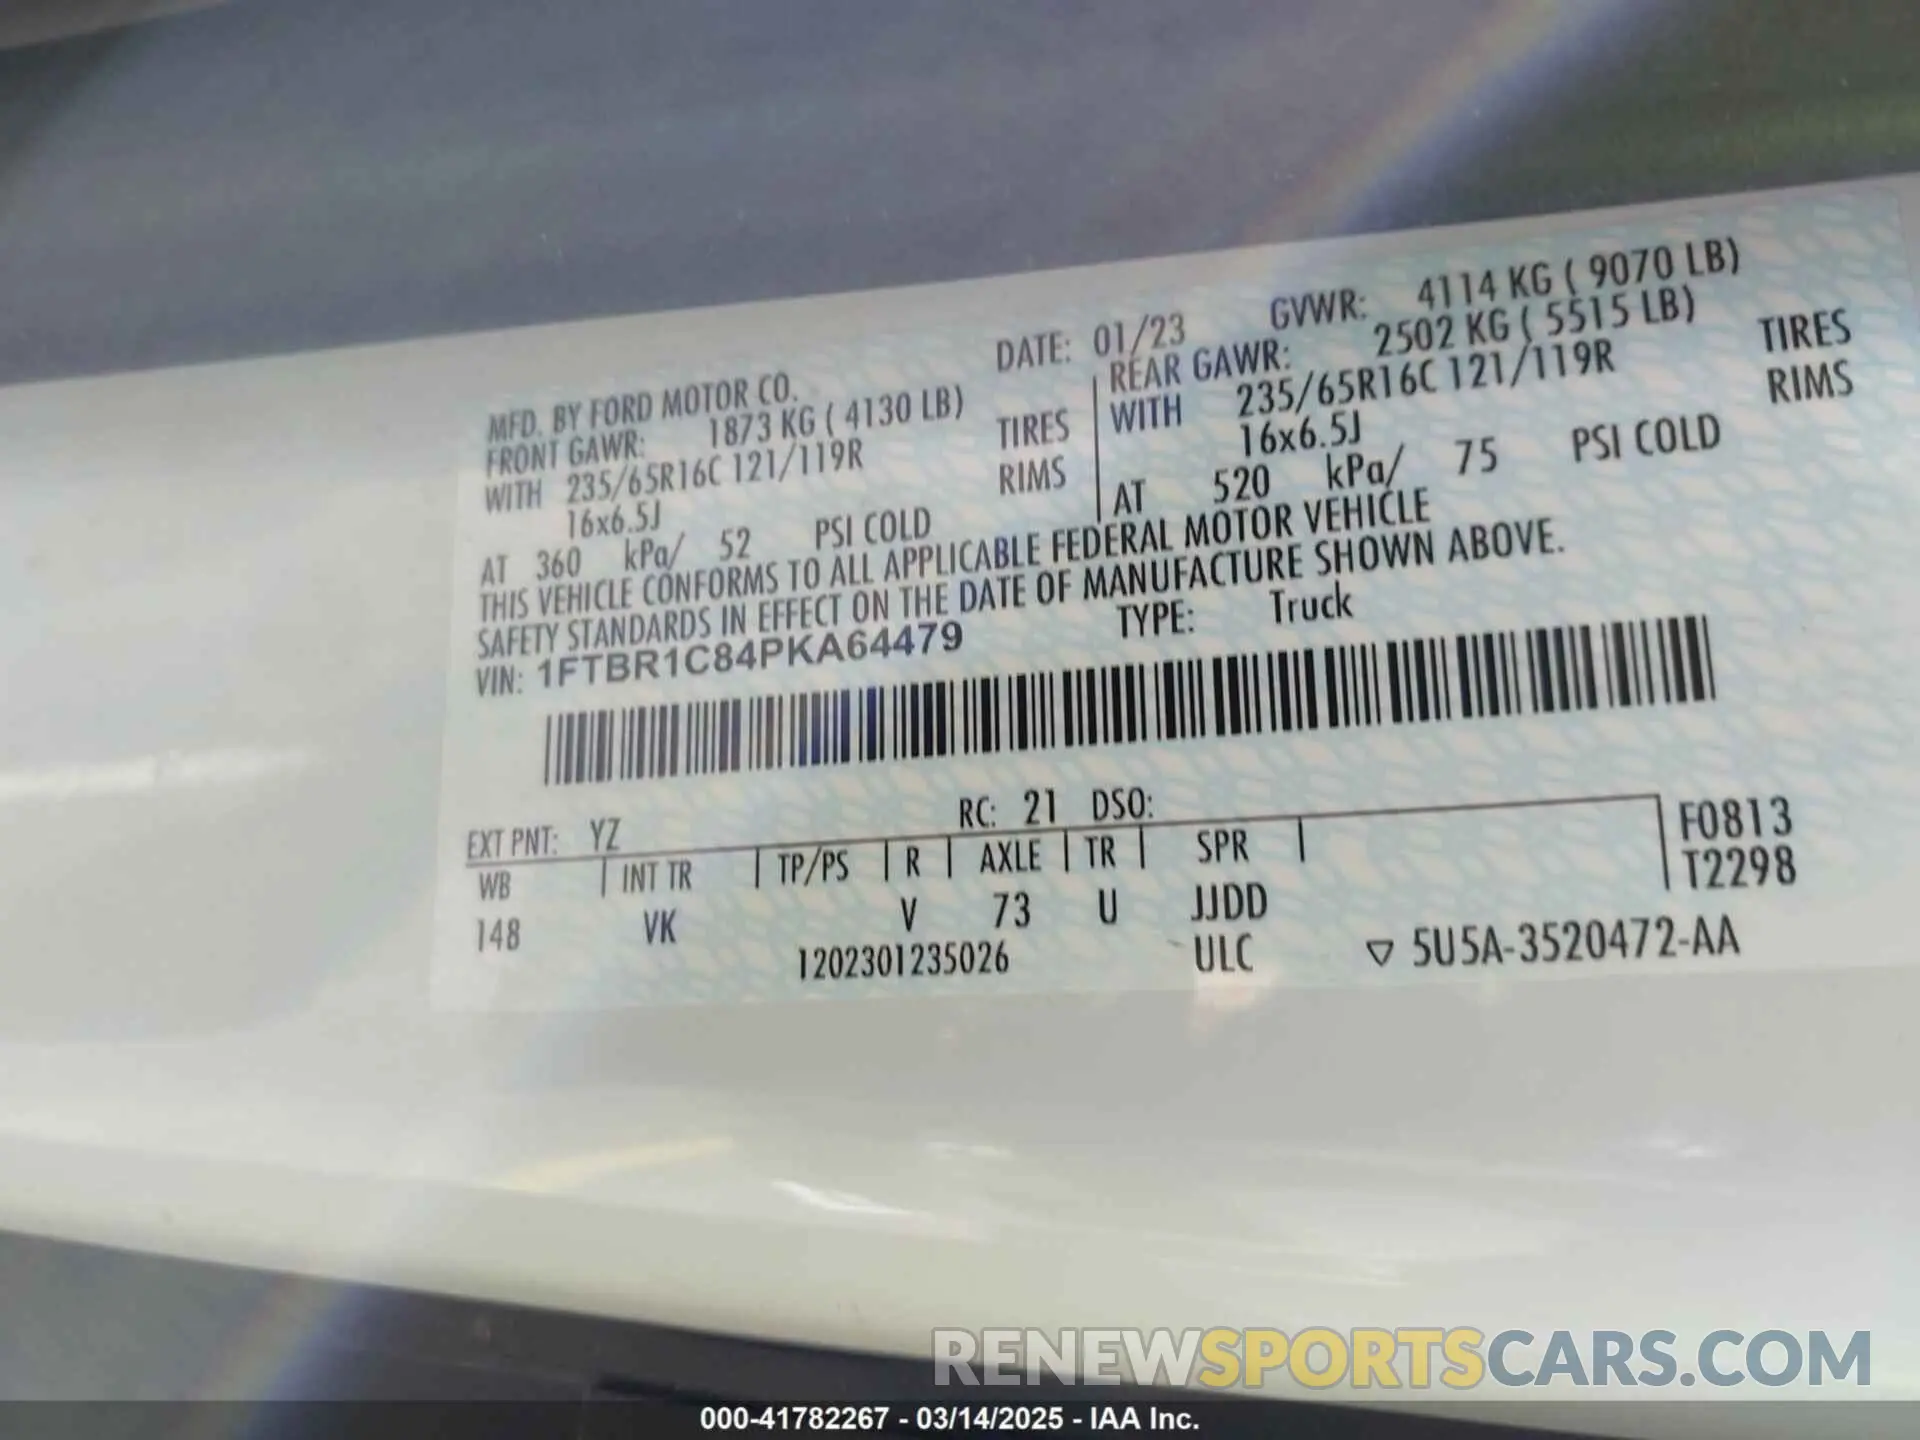 MFD. BY FORD MOTOR CO. DATE: 01/23 GVWR: 4114 KG ( 9070 LB)
FRONT GAWR: 1873 KG ( 4130 LB)
WITH 235/65R16C 121/119R TIRES
16x6.5J RIMS
AT 360 kPa/ 52 PSI COLD
REAR GAWR: 2502 KG ( 5515 LB)
WITH 235/65R16C 121/119R TIRES
16x6.5J RIMS
AT 520 kPa/ 75 PSI COLD
THIS VEHICLE CONFORMS TO ALL APPLICABLE FEDERAL MOTOR VEHICLE
SAFETY STANDARDS IN EFFECT ON THE DATE OF MANUFACTURE SHOWN ABOVE.
VIN: 1FTBR1C84PKA64479 TYPE: Truck
EXT PNT: YZ RC: 21 DSO:
WB INT TR TP/PS R AXLE TR SPR
148 VK V 73 U JJDD
F0813
T2298
1202301235026 ULC ▽ 5U5A-3520472-AA
RENEWSPORTSCARS.COM
000-41782267 - 03/14/2025 - IAA Inc.